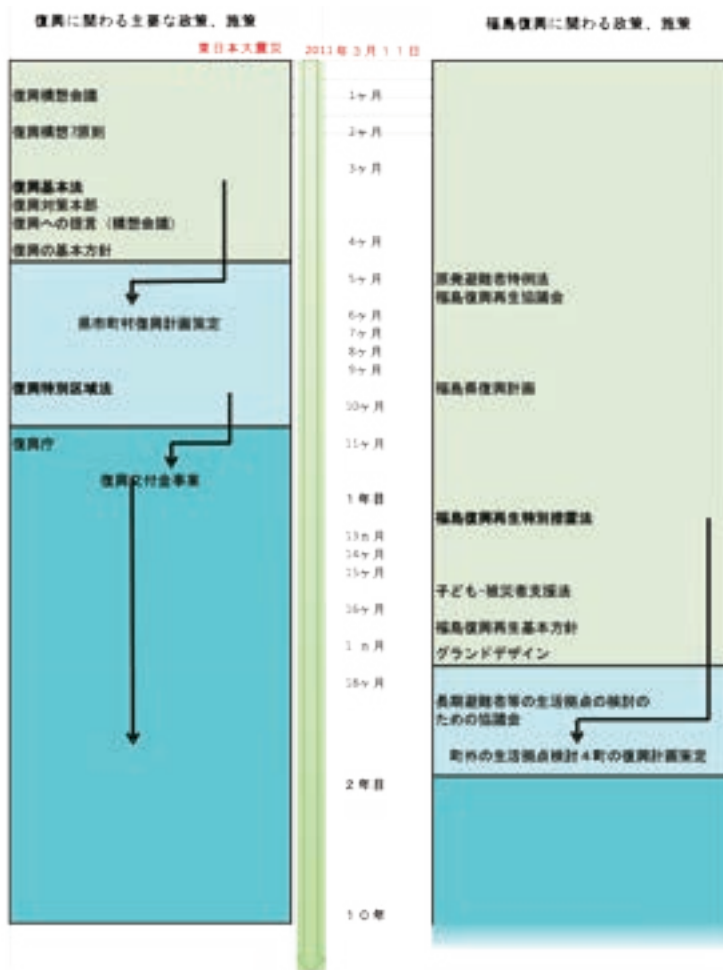 復興に関わる主要な政策、施策
福島復興に関わる政策、施策
東日本大震災 2011年3月11日
復興構想会議
復興構想7原則
復興基本法
復興対策本部
復興への提言（構想会議）
復興の基本方針
県市町村復興計画策定
復興特別区域法
復興庁
復興交付金事業
1ヶ月
2ヶ月
3ヶ月
4ヶ月
5ヶ月
6ヶ月
7ヶ月
8ヶ月
9ヶ月
10ヶ月
11ヶ月
1年目
13ヵ月
14ヶ月
15ヶ月
16ヶ月
1 ヵ月
18ヶ月
2年目
10年
原発避難者特例法
福島復興再生協議会
福島県復興計画
福島復興再生特別措置法
子ども・被災者支援法
福島復興再生基本方針
グランドデザイン
長期避難者等の生活拠点の検討の
ための協議会
町外の生活拠点検討4町の復興計画策定